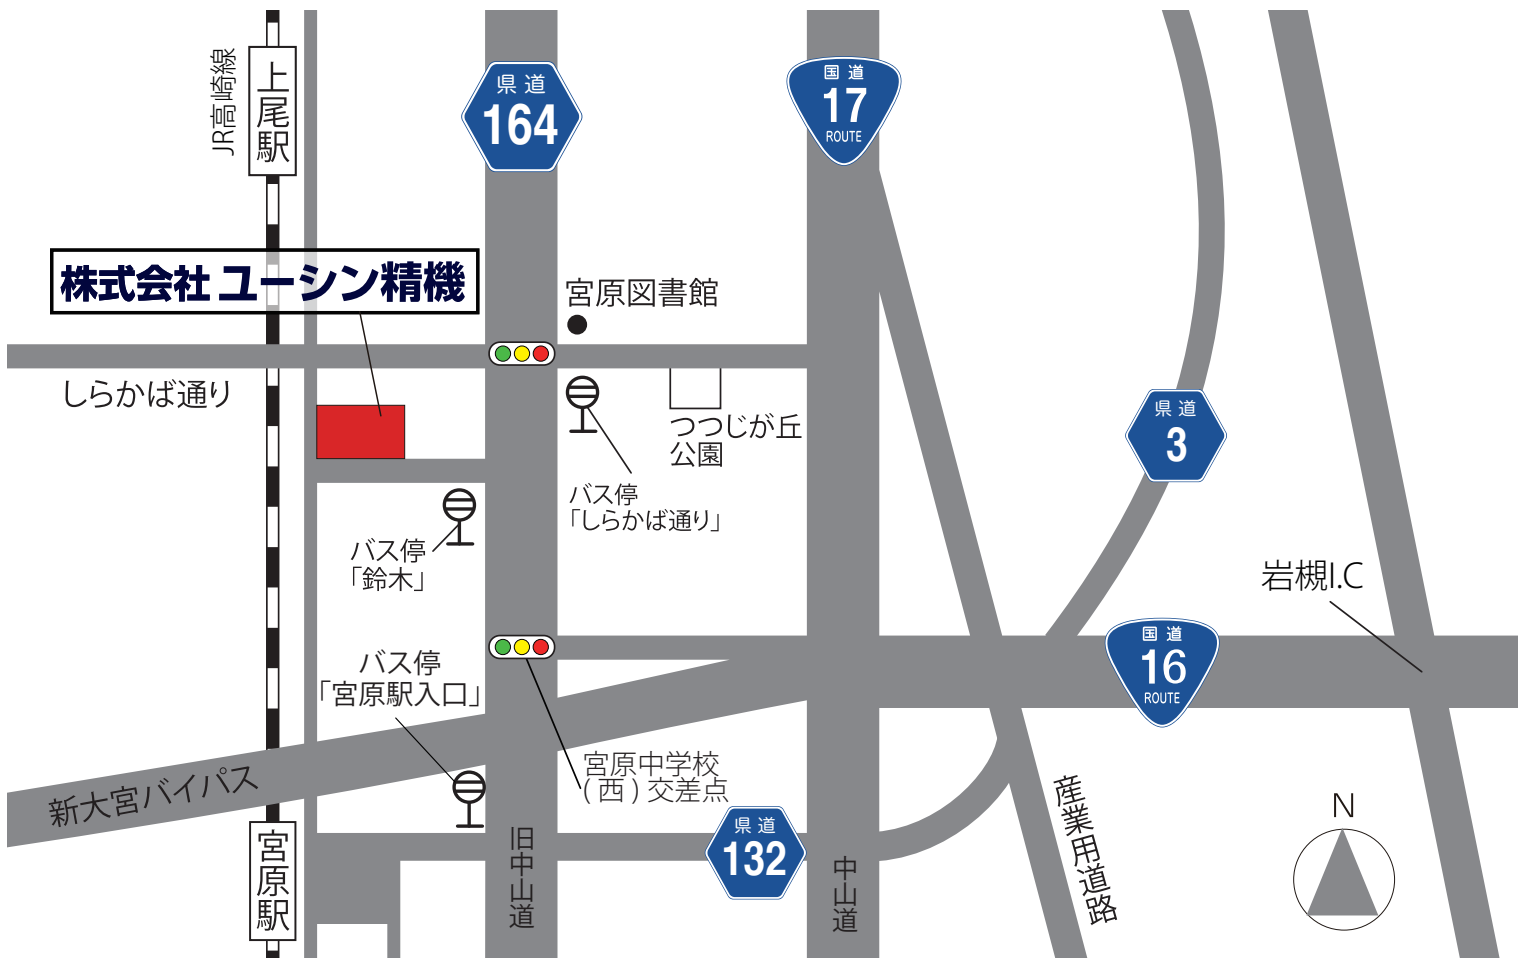 JR高崎線
上尾駅
県道
164
国道
17
ROUTE
株式会社 ユーシン精機
宮原図書館
しらかば通り
つつじが丘
公園
県道
3
バス停
「しらかば通り」
バス停
「鈴木」
岩槻I.C
国道
16
ROUTE
バス停
「宮原駅入口」
宮原中学校
(西)交差点
新大宮バイパス
産業用道路
N
県道
132
宮原駅
旧中山道
中山道